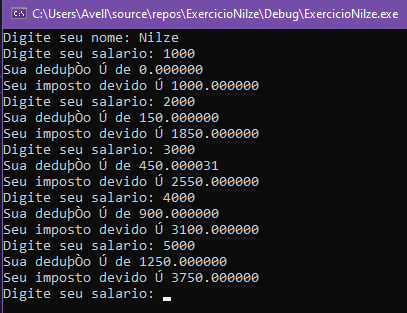 C:\Users\Avell\source\repos\ExercicioNilze\Debug\ExercicioNilze.exe
Digite seu nome: Nilze
Digite seu salario: 1000
Sua deduþÒo Ú de 0.000000
Seu imposto devido Ú 1000.000000
Digite seu salario: 2000
Sua deduþÒo Ú de 150.000000
Seu imposto devido Ú 1850.000000
Digite seu salario: 3000
Sua deduþÒo Ú de 450.000031
Seu imposto devido Ú 2550.000000
Digite seu salario: 4000
Sua deduþÒo Ú de 900.000000
Seu imposto devido Ú 3100.000000
Digite seu salario: 5000
Sua deduþÒo Ú de 1250.000000
Seu imposto devido Ú 3750.000000
Digite seu salario: